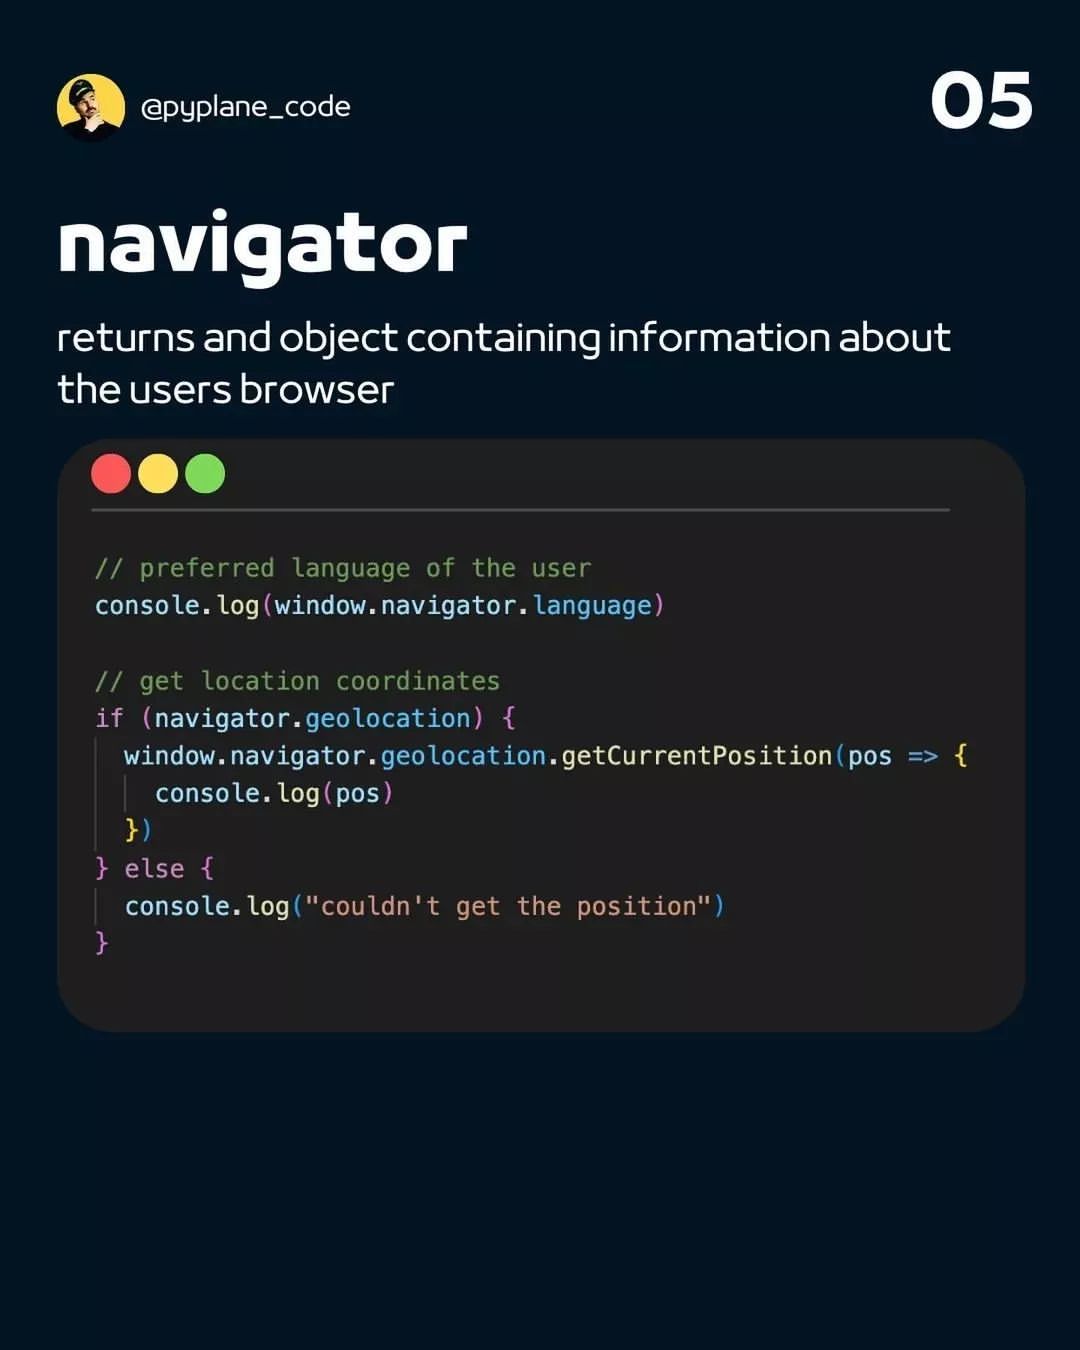 @pyplane_code
05
navigator
returns and object containing information about
the users browser
// preferred language of the user
console.log(window.navigator.language)
// get location coordinates
if (navigator.geolocation) {
window.navigator.geolocation.getCurrentPosition(pos => {
console.log(pos)
})
} else {
console.log("couldn't get the position")
}